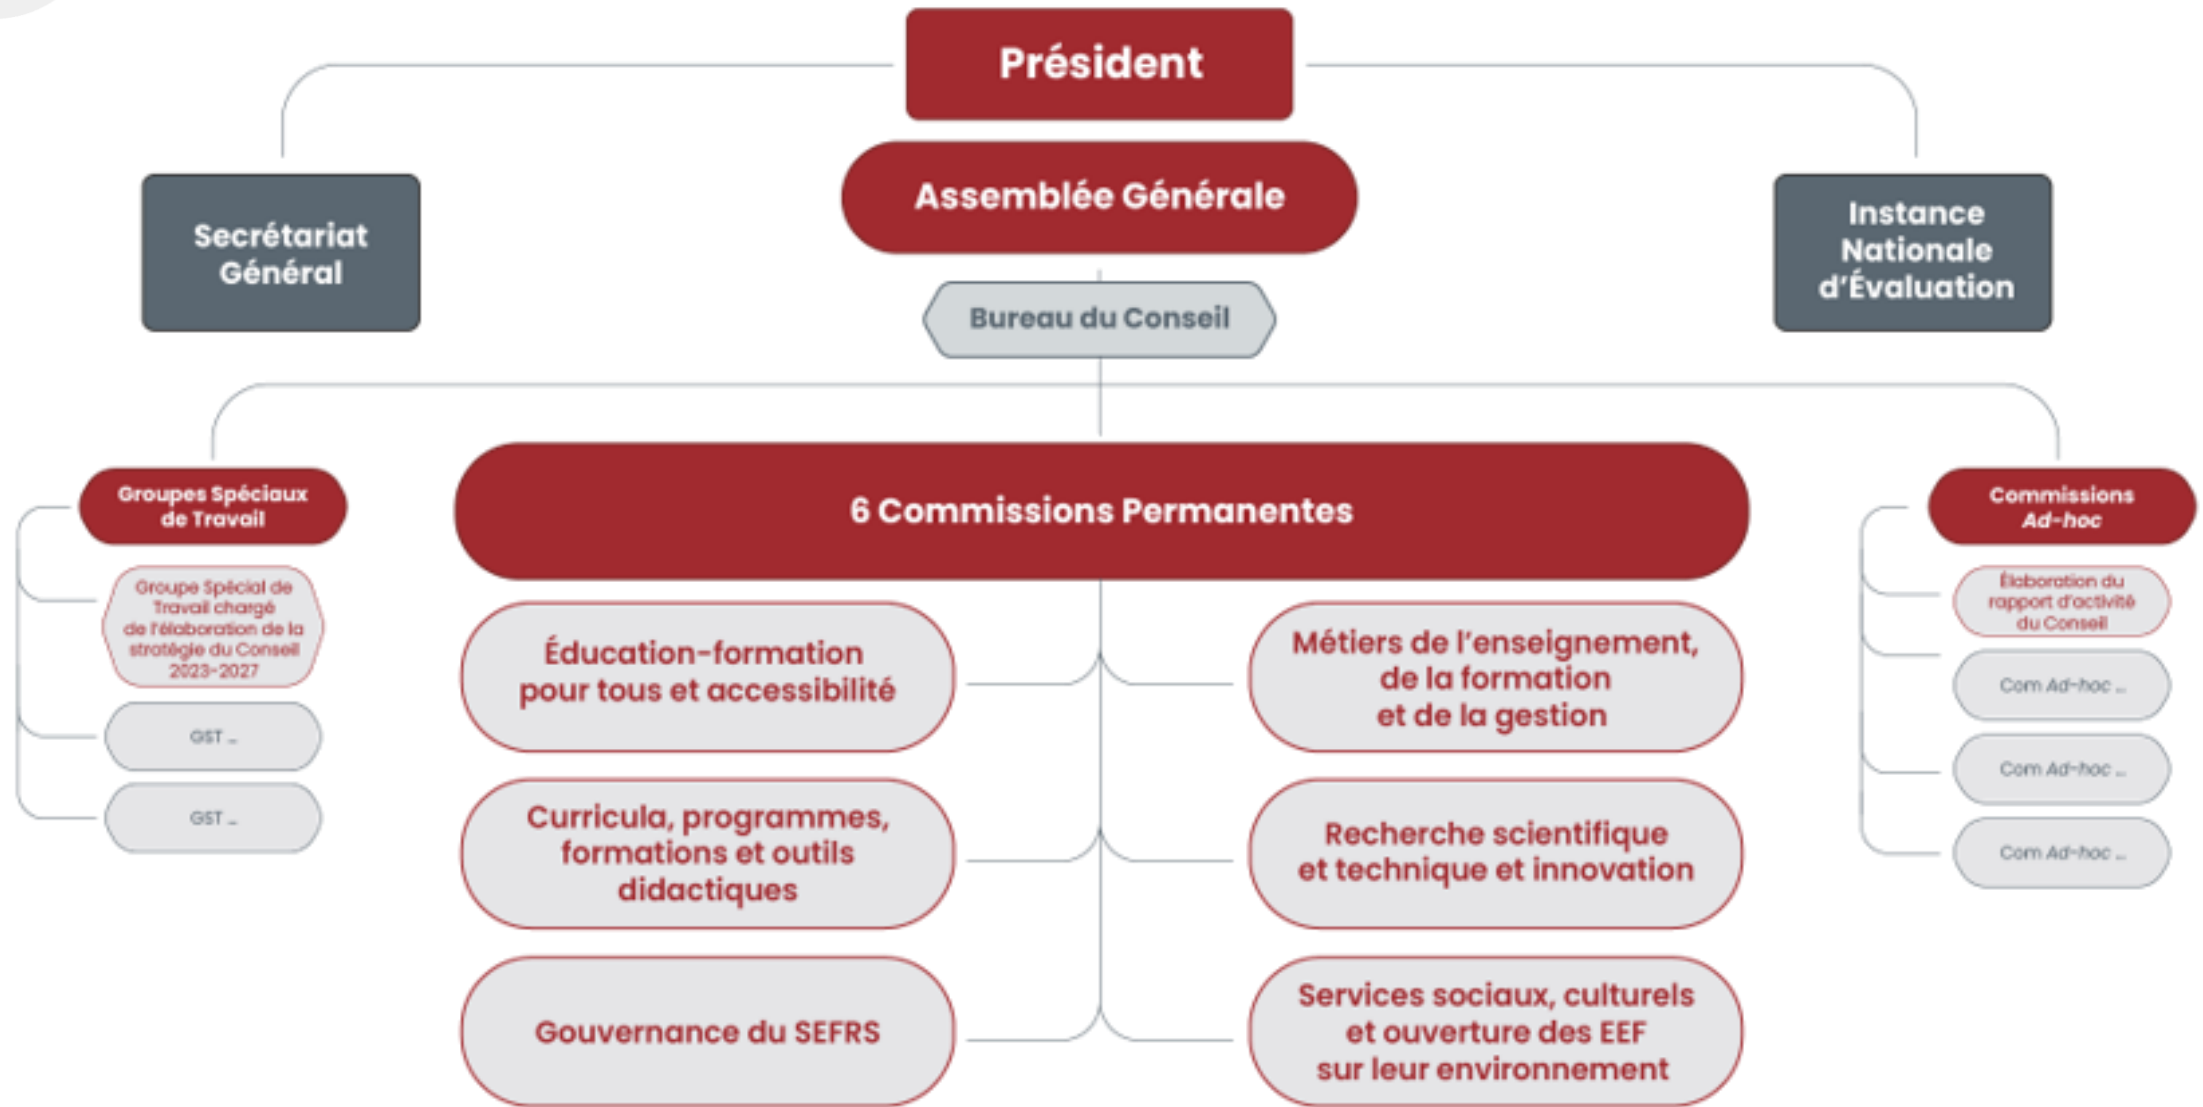 Président
Assemblée Générale
Secrétariat
Général
Instance
Nationale
d'Évaluation
Bureau du Conseil
Groupes Spéciaux
de Travail
Groupe Spécial de
Travail chargé
de l'élaboration de la
stratégie du Conseil
2023-2027
GST ...
GST ...
6 Commissions Permanentes
Éducation-formation
pour tous et accessibilité
Métiers de l'enseignement,
de la formation
et de la gestion
Curricula, programmes,
formations et outils
didactiques
Recherche scientifique
et technique et innovation
Gouvernance du SEFRS
Services sociaux, culturels
et ouverture des EEF
sur leur environnement
Commissions
Ad-hoc
Élaboration du
rapport d'activité
du Conseil
Com Ad-hoc ...
Com Ad-hoc ...
Com Ad-hoc ...